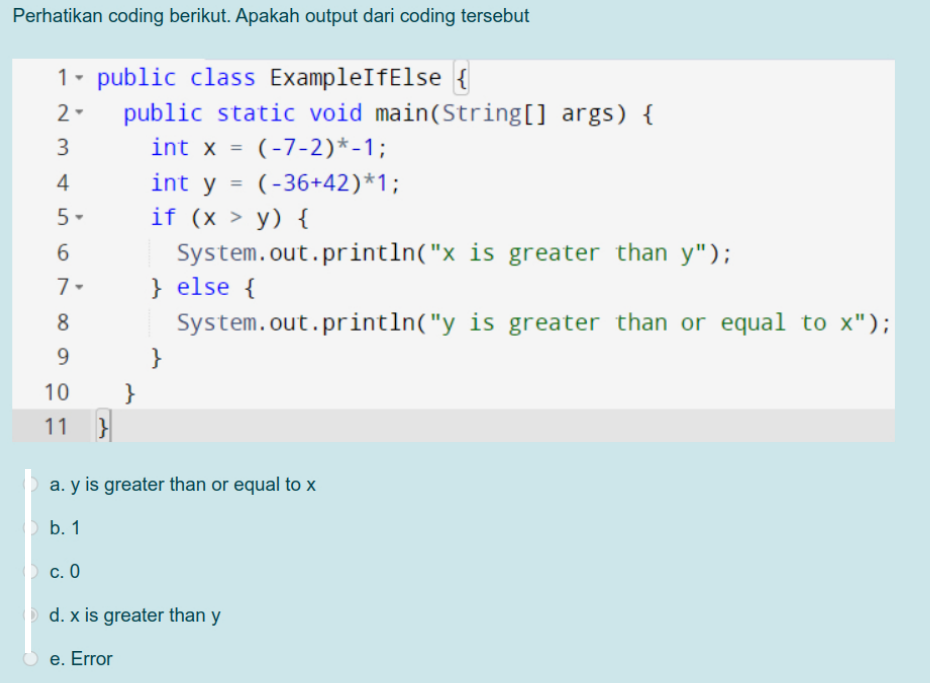 Perhatikan coding berikut. Apakah output dari coding tersebut
1 public class ExampleIfElse {
2 public static void main(String[] args) {
3 int x = (-7-2)*-1;
4 int y = (-36+42)*1;
5 if (x > y) {
6 System.out.println("x is greater than y");
7 } else {
8 System.out.println("y is greater than or equal to x");
9 }
10 }
11 }
a. y is greater than or equal to x
b. 1
c. 0
d. x is greater than y
e. Error